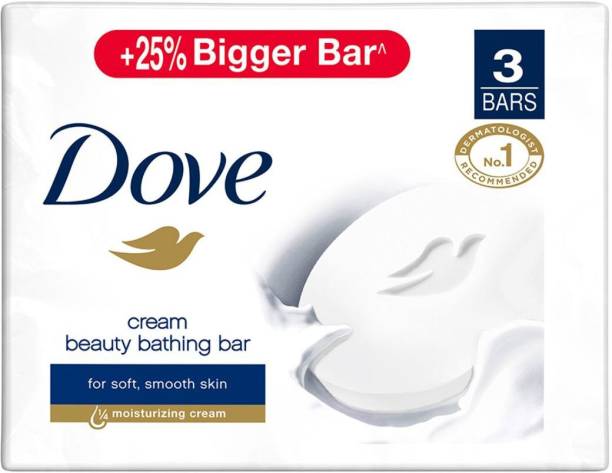 +25% Bigger Bar^
3
BARS
DERMATOLOGIST
No.1
RECOMMENDED
Dove
cream
beauty bathing bar
for soft, smooth skin
¼ moisturizing cream